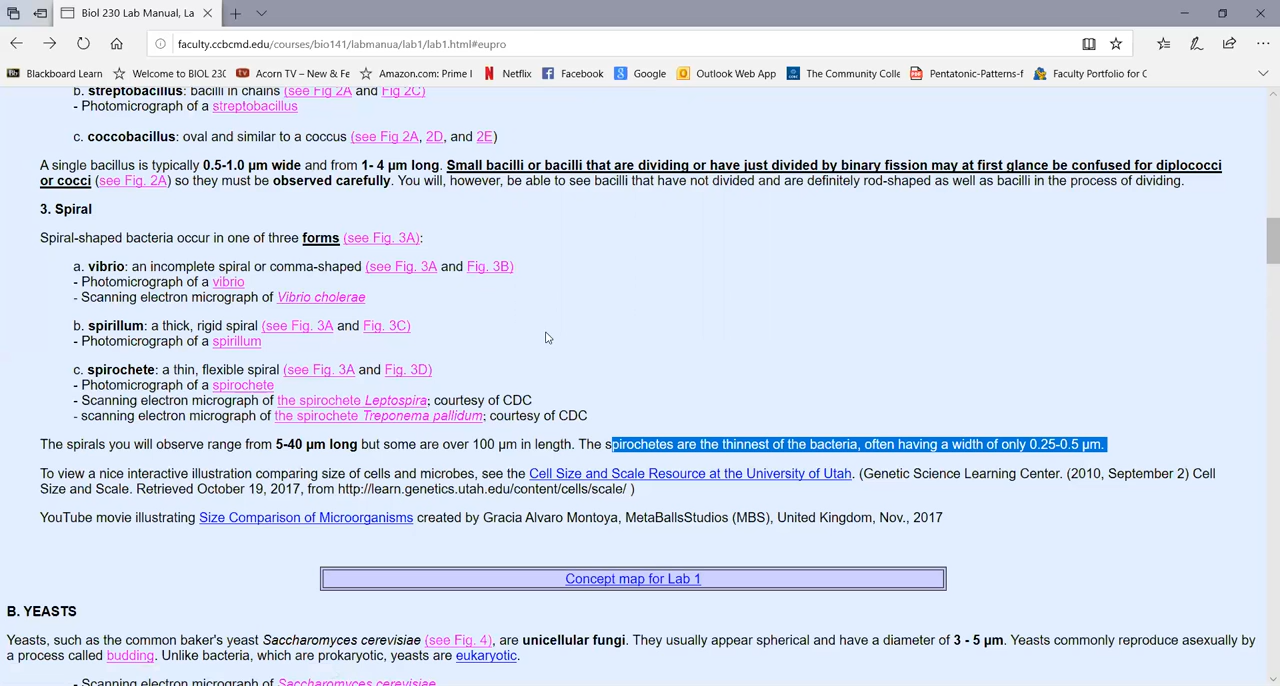 Biol 230 Lab Manual, La
faculty.ccbcmd.edu/courses/bio141/labmanua/lab1/lab1.html#eupro
Blackboard Learn Welcome to BIOL 230 Acorn TV – New & Fe Amazon.com: Prime I Netflix Facebook Google Outlook Web App The Community Colle Pentatonic-Patterns-f Faculty Portfolio for C
b. streptobacillus: bacilli in chains (see Fig 2A and Fig 2C)
- Photomicrograph of a streptobacillus
c. coccobacillus: oval and similar to a coccus (see Fig 2A, 2D, and 2E)
A single bacillus is typically 0.5-1.0 µm wide and from 1- 4 µm long. Small bacilli or bacilli that are dividing or have just divided by binary fission may at first glance be confused for diplococci
or cocci (see Fig. 2A) so they must be observed carefully. You will, however, be able to see bacilli that have not divided and are definitely rod-shaped as well as bacilli in the process of dividing.
3. Spiral
Spiral-shaped bacteria occur in one of three forms (see Fig. 3A):
a. vibrio: an incomplete spiral or comma-shaped (see Fig. 3A and Fig. 3B)
- Photomicrograph of a vibrio
- Scanning electron micrograph of Vibrio cholerae
b. spirillum: a thick, rigid spiral (see Fig. 3A and Fig. 3C)
- Photomicrograph of a spirillum
c. spirochete: a thin, flexible spiral (see Fig. 3A and Fig. 3D)
- Photomicrograph of a spirochete
- Scanning electron micrograph of the spirochete Leptospira; courtesy of CDC
- scanning electron micrograph of the spirochete Treponema pallidum; courtesy of CDC
The spirals you will observe range from 5-40 µm long but some are over 100 µm in length. The spirochetes are the thinnest of the bacteria, often having a width of only 0.25-0.5 µm.
To view a nice interactive illustration comparing size of cells and microbes, see the Cell Size and Scale Resource at the University of Utah. (Genetic Science Learning Center. (2010, September 2) Cell
Size and Scale. Retrieved October 19, 2017, from http://learn.genetics.utah.edu/content/cells/scale/ )
YouTube movie illustrating Size Comparison of Microorganisms created by Gracia Alvaro Montoya, MetaBallsStudios (MBS), United Kingdom, Nov., 2017
Concept map for Lab 1
B. YEASTS
Yeasts, such as the common baker's yeast Saccharomyces cerevisiae (see Fig. 4), are unicellular fungi. They usually appear spherical and have a diameter of 3 - 5 µm. Yeasts commonly reproduce asexually by
a process called budding. Unlike bacteria, which are prokaryotic, yeasts are eukaryotic.
- Scanning electron micrograph of Saccharomyces cerevisiae